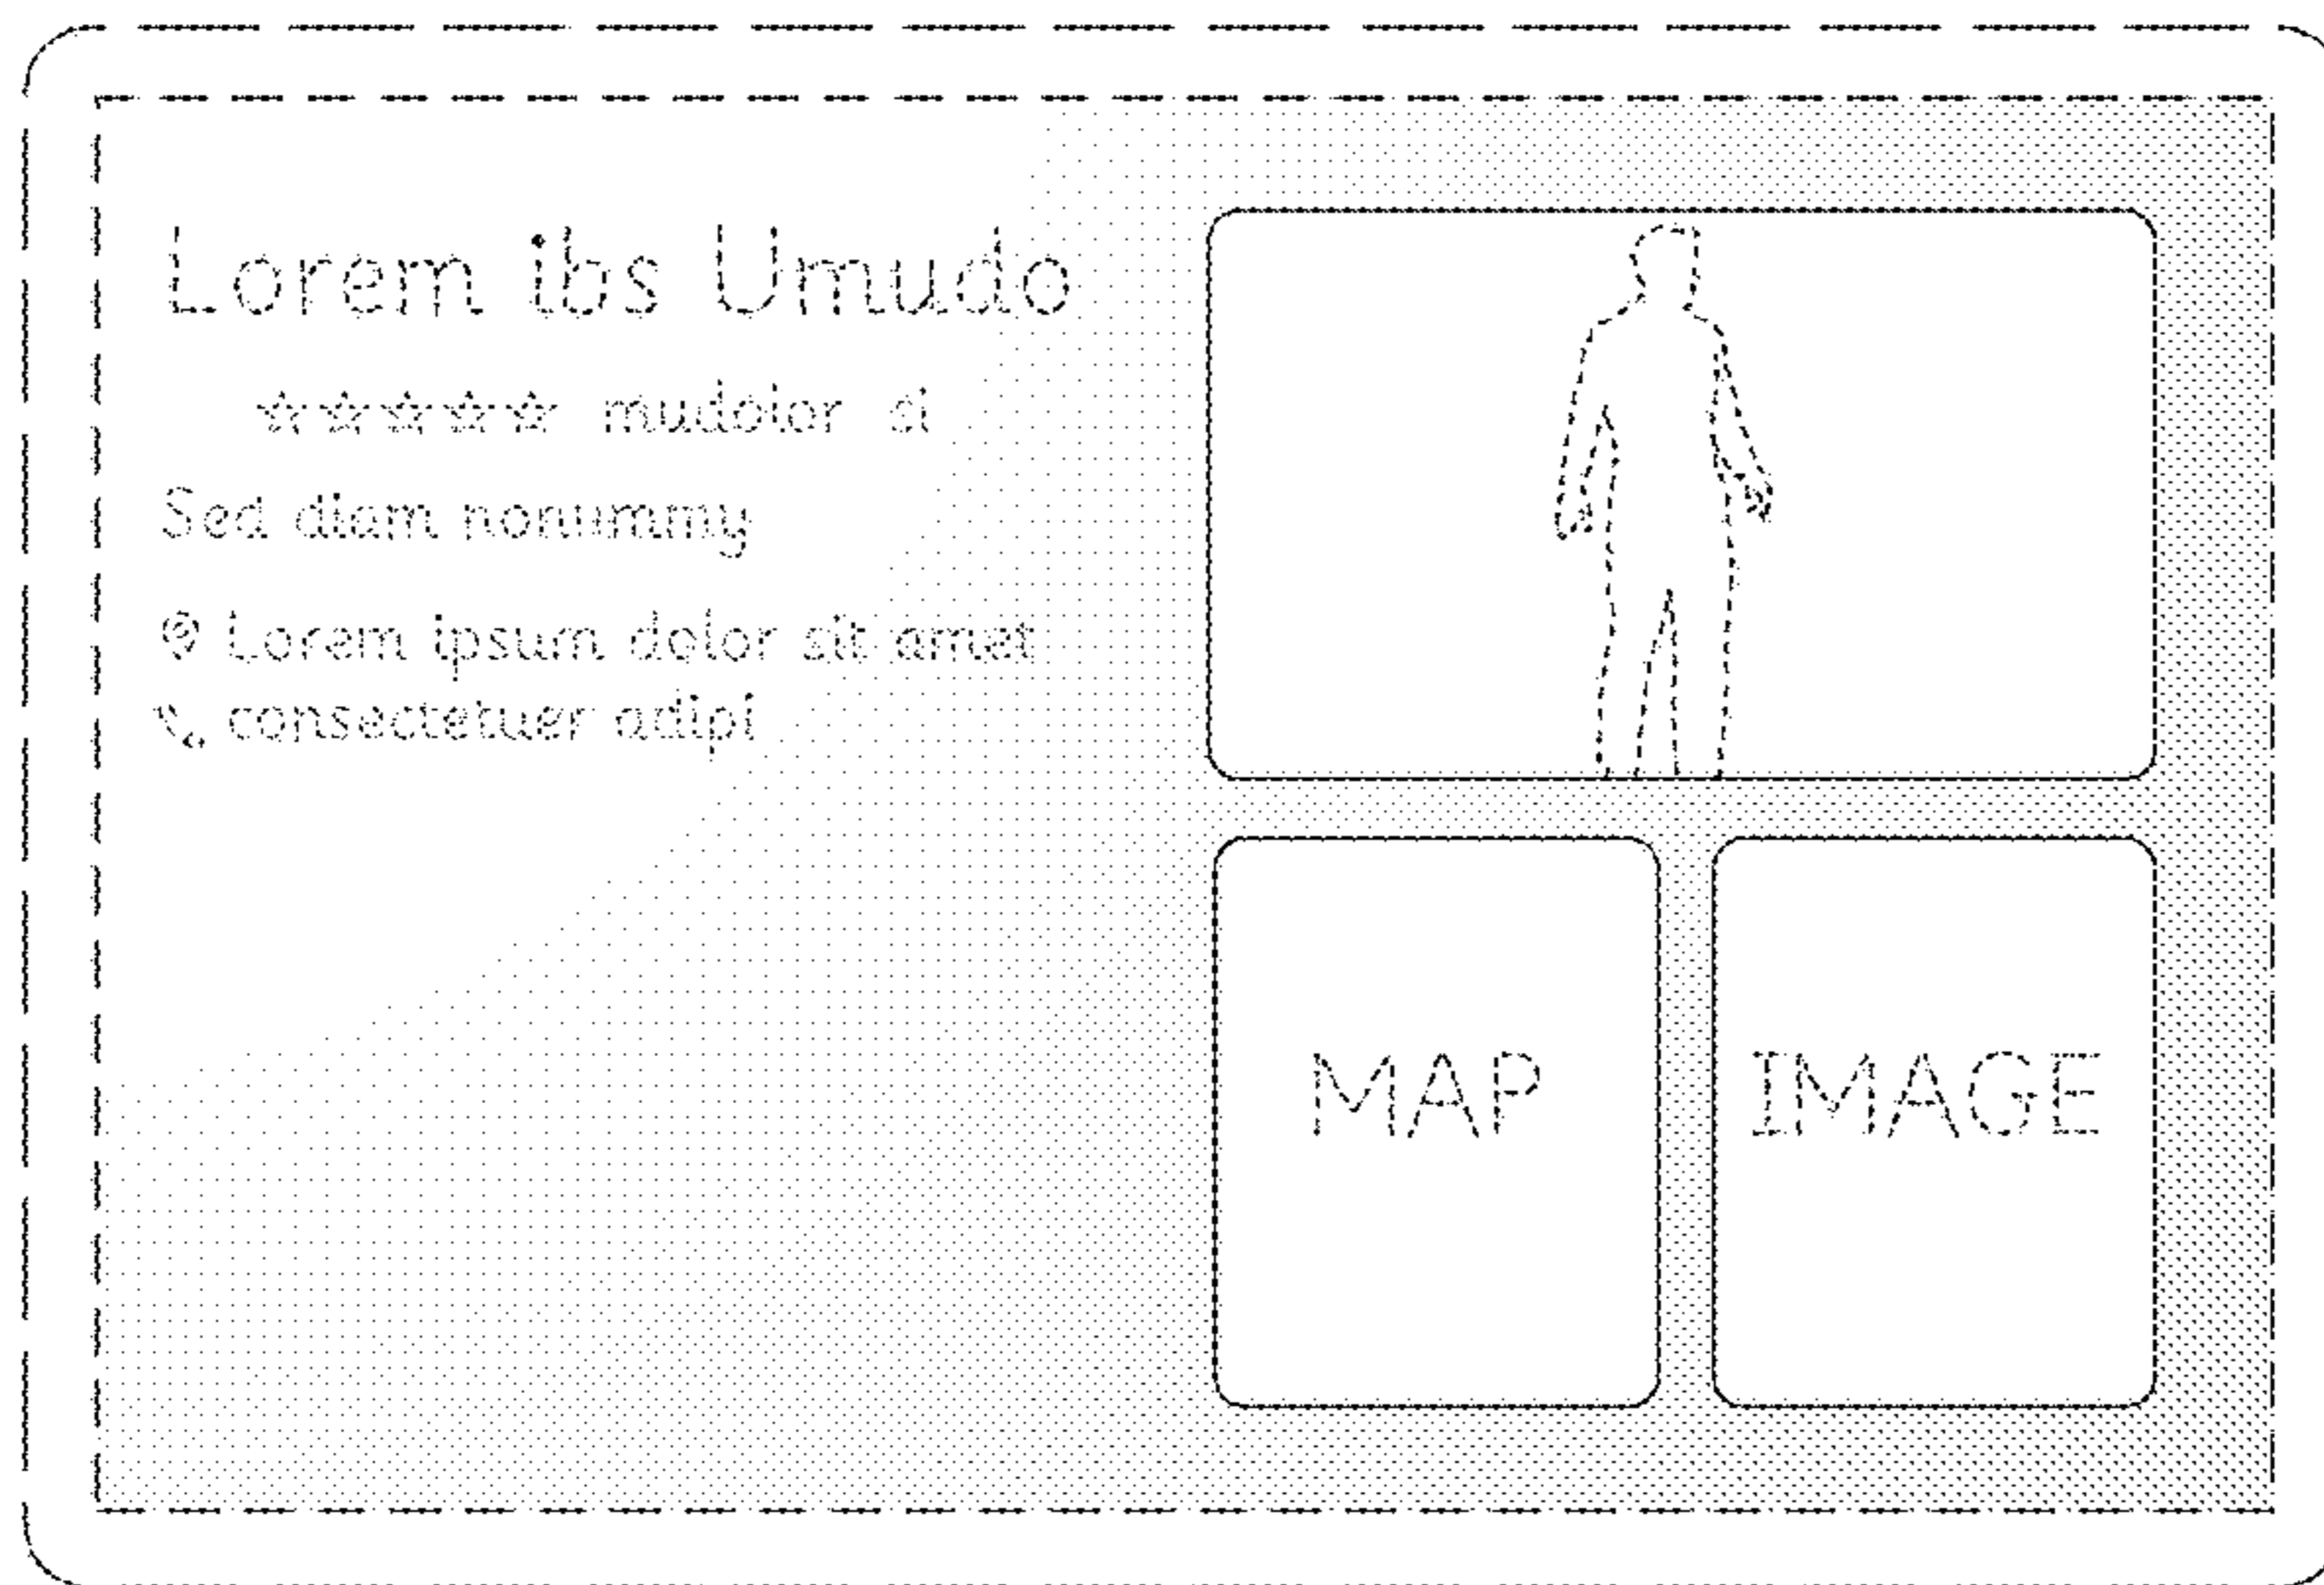 Lorem ibs Umudo
☆☆☆☆☆ mudolor si
Sed diam nonummy
Lorem ipsum dolor sit amet
consectetuer adipi
MAP
IMAGE